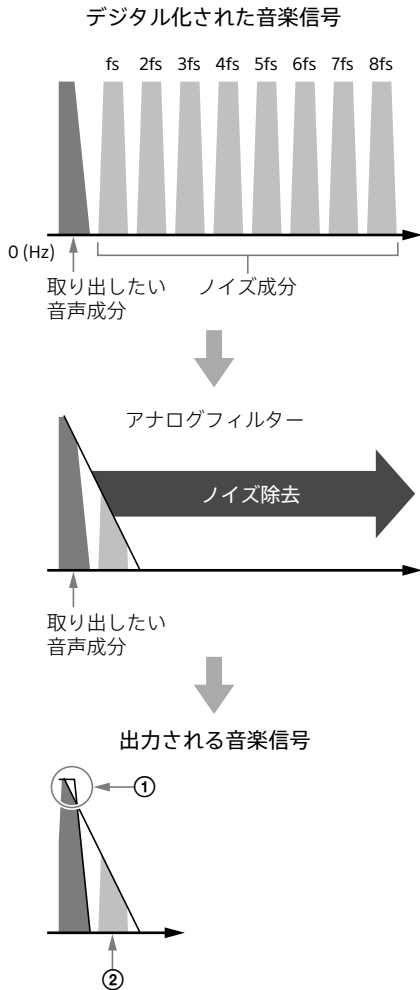 デジタル化された音楽信号
fs 2fs 3fs 4fs 5fs 6fs 7fs 8fs
0 (Hz)
取り出したい
音声成分
ノイズ成分
アナログフィルター
ノイズ除去
取り出したい
音声成分
出力される音楽信号
①
②